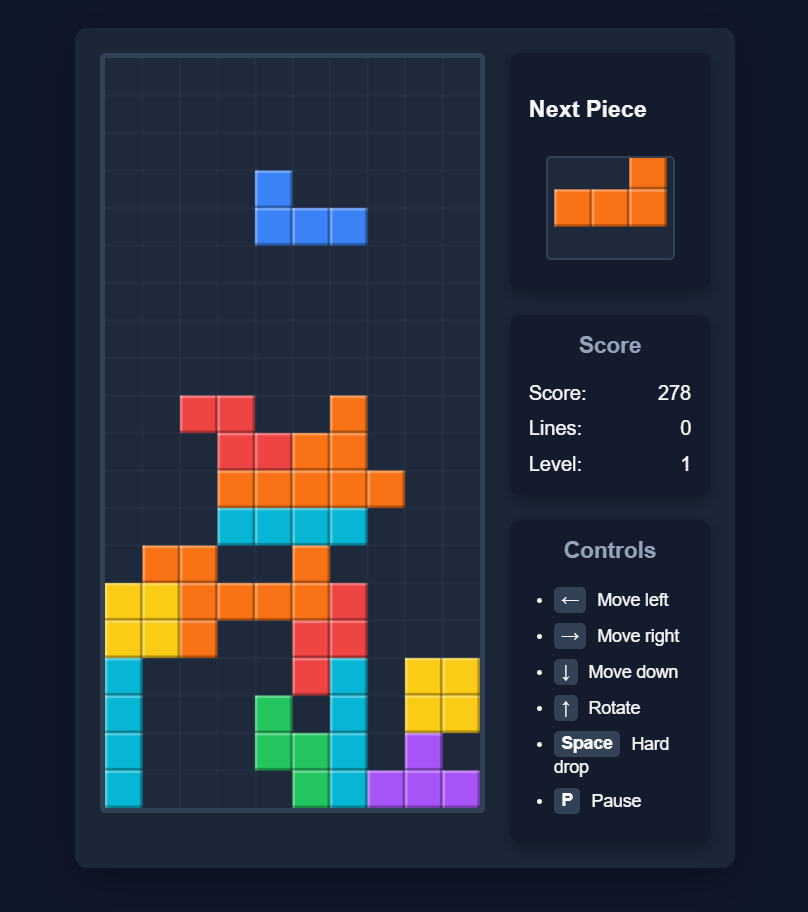 Next Piece
Score
Score: 278
Lines: 0
Level: 1
Controls
← Move left
→ Move right
↓ Move down
↑ Rotate
Space Hard
drop
P Pause